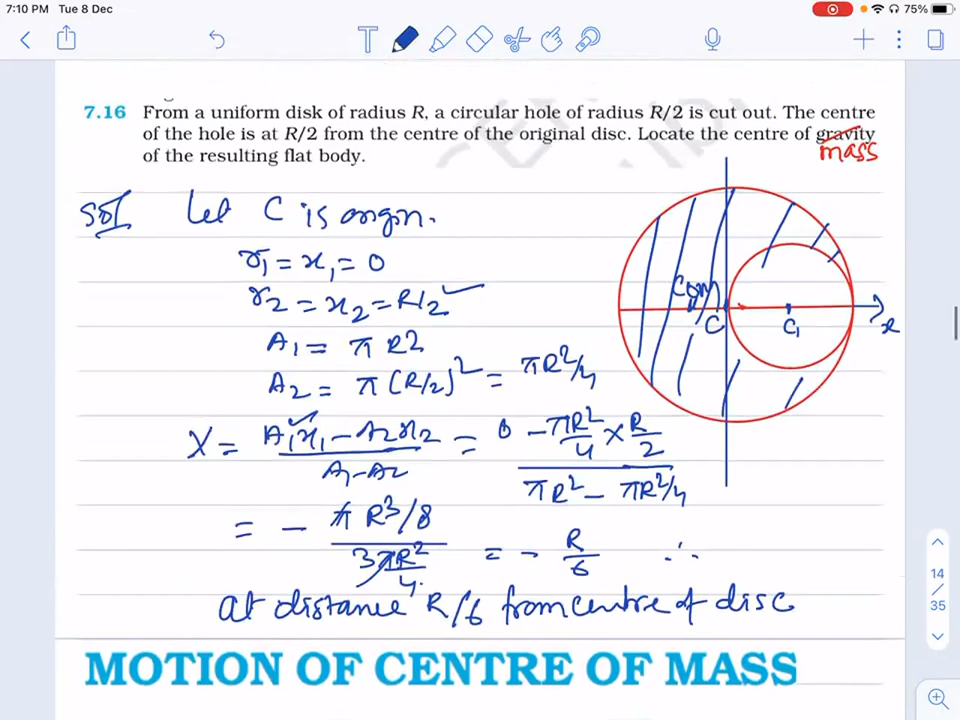 7:10 PM Tue 8 Dec
75%
T
7.16 From a uniform disk of radius R, a circular hole of radius R/2 is cut out. The centre
of the hole is at R/2 from the centre of the original disc. Locate the centre of gravity
mass
of the resulting flat body.
Sol Let C is origin.
r₁ = x₁ = 0
r₂ = x₂ = R/2 ✓
A₁ = π R²
A₂ = π (R/2)² = πR²/4
X = A₁x₁ - A₂x₂ / A₁-A₂ = 0 - πR²/4 × R/2 / πR² - πR²/4
= - π R³/8 / 3πR²/4 = - R/6 ∴
At distance R/6 from centre of disc
COM
C
C₁
x
MOTION OF CENTRE OF MASS
14
/
35